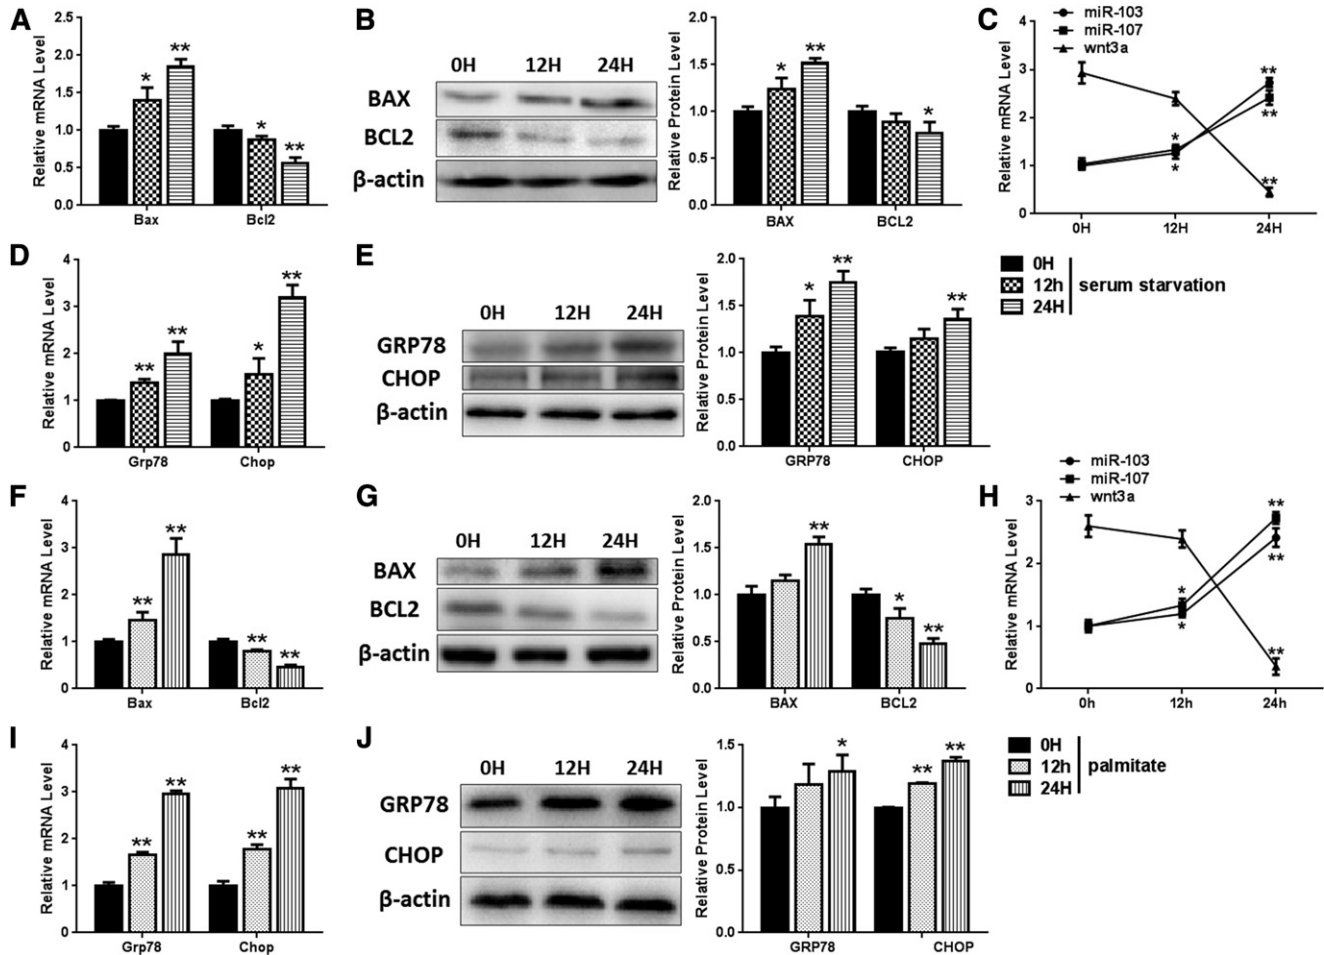 A
Relative mRNA Level
2.5
2.0
1.5
1.0
0.5
0.0
*
**
*
**
Bax
Bcl2
B
0H
12H
24H
BAX
BCL2
β-actin
Relative Protein Level
2.0
1.5
1.0
0.5
0.0
*
**
*
BAX
BCL2
C
miR-103
miR-107
wnt3a
Relative mRNA Level
4
3
2
1
0
*
*
**
**
**
0H
12H
24H
D
Relative mRNA Level
4
3
2
1
0
**
**
*
**
Grp78
Chop
E
0H
12H
24H
GRP78
CHOP
β-actin
Relative Protein Level
2.0
1.5
1.0
0.5
0.0
*
**
**
GRP78
CHOP
0H
12h
24H
serum starvation
F
Relative mRNA Level
4
3
2
1
0
**
**
**
**
Bax
Bcl2
G
0H
12H
24H
BAX
BCL2
β-actin
Relative Protein Level
2.0
1.5
1.0
0.5
0.0
**
*
**
BAX
BCL2
H
miR-103
miR-107
wnt3a
Relative mRNA Level
3
2
1
0
*
*
**
**
**
0h
12h
24h
I
Relative mRNA Level
4
3
2
1
0
**
**
**
**
Grp78
Chop
J
0H
12H
24H
GRP78
CHOP
β-actin
Relative Protein Level
1.5
1.0
0.5
0.0
*
**
**
GRP78
CHOP
0H
12h
24H
palmitate